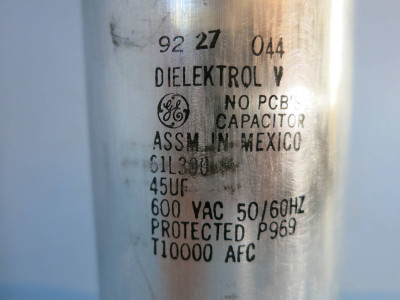 92 27 044
DIELEKTROL V
GE NO PCB'S
CAPACITOR
ASSM IN MEXICO
45UF
600 VAC 50/60HZ
PROTECTED P969
T10000 AFC